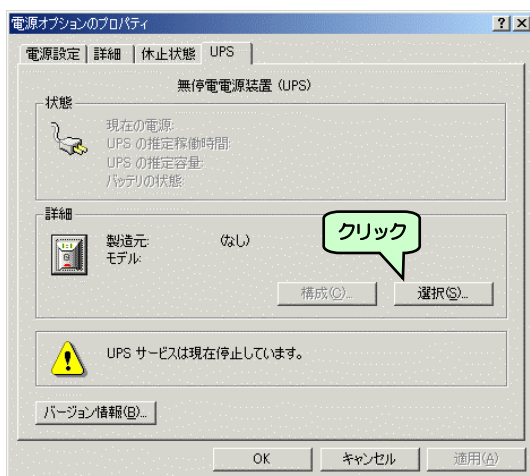 電源オプションのプロパティ
電源設定 詳細 休止状態 UPS
無停電電源装置 (UPS)
状態
現在の電源:
UPS の推定稼働時間:
UPS の推定容量:
バッテリの状態:
詳細
製造元: (なし)
モデル:
クリック
構成(C)... 選択(S)...
UPS サービスは現在停止しています。
バージョン情報(B)...
OK キャンセル 適用(A)